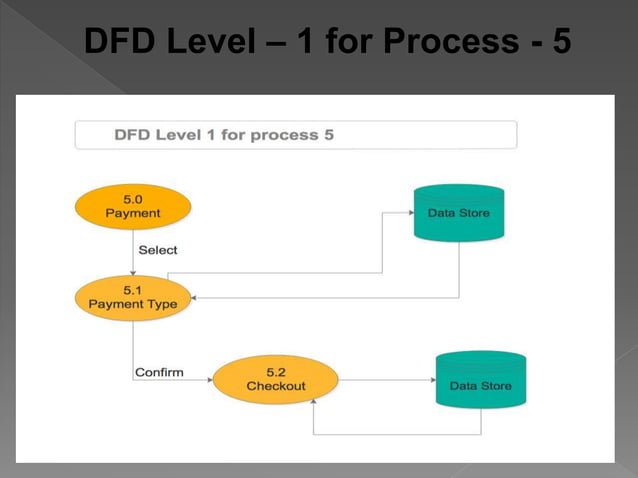 DFD Level – 1 for Process - 5
DFD Level 1 for process 5
5.0
Payment
Data Store
Select
5.1
Payment Type
Confirm
5.2
Checkout
Data Store